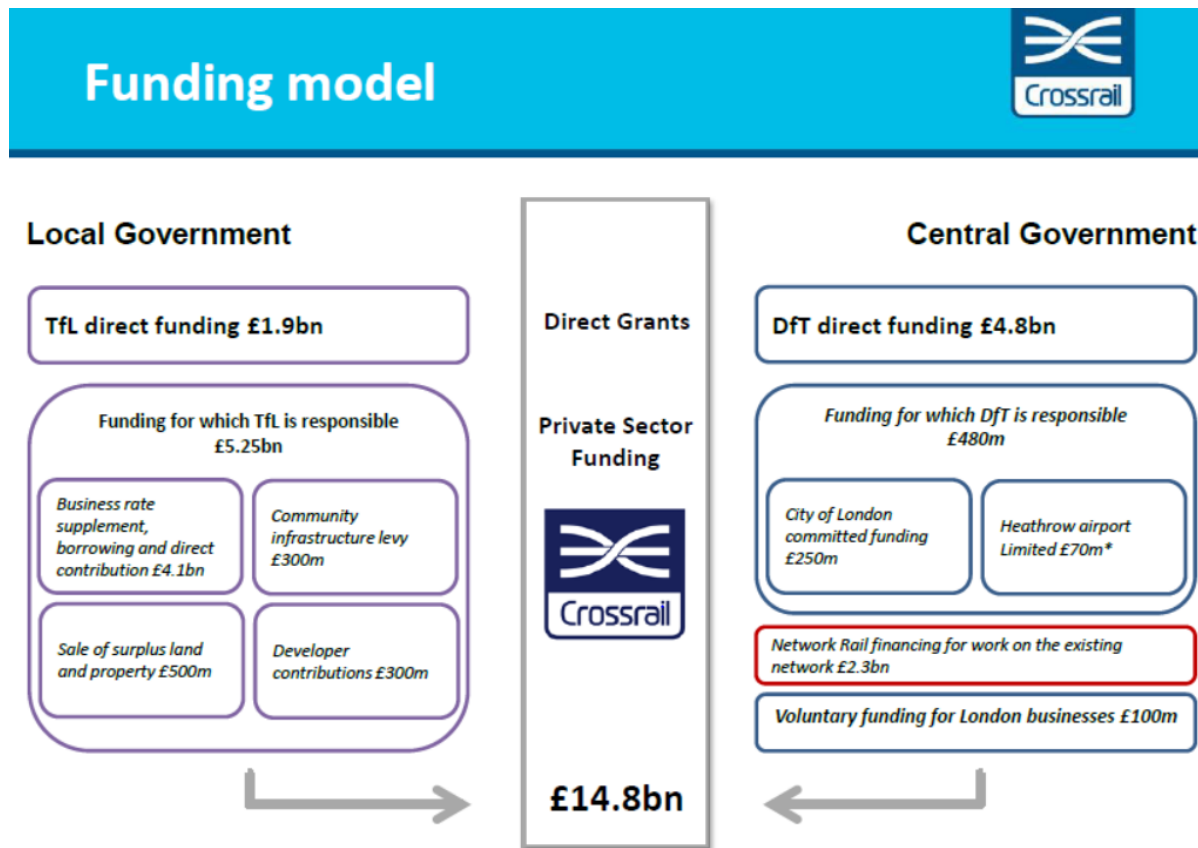 Funding model
Crossrail
Local Government
TfL direct funding £1.9bn
Funding for which TfL is responsible
£5.25bn
Business rate
supplement,
borrowing and direct
contribution £4.1bn
Community
infrastructure levy
£300m
Sale of surplus land
and property £500m
Developer
contributions £300m
Direct Grants
Private Sector
Funding
Crossrail
£14.8bn
Central Government
DfT direct funding £4.8bn
Funding for which DfT is responsible
£480m
City of London
committed funding
£250m
Heathrow airport
Limited £70m*
Network Rail financing for work on the existing
network £2.3bn
Voluntary funding for London businesses £100m